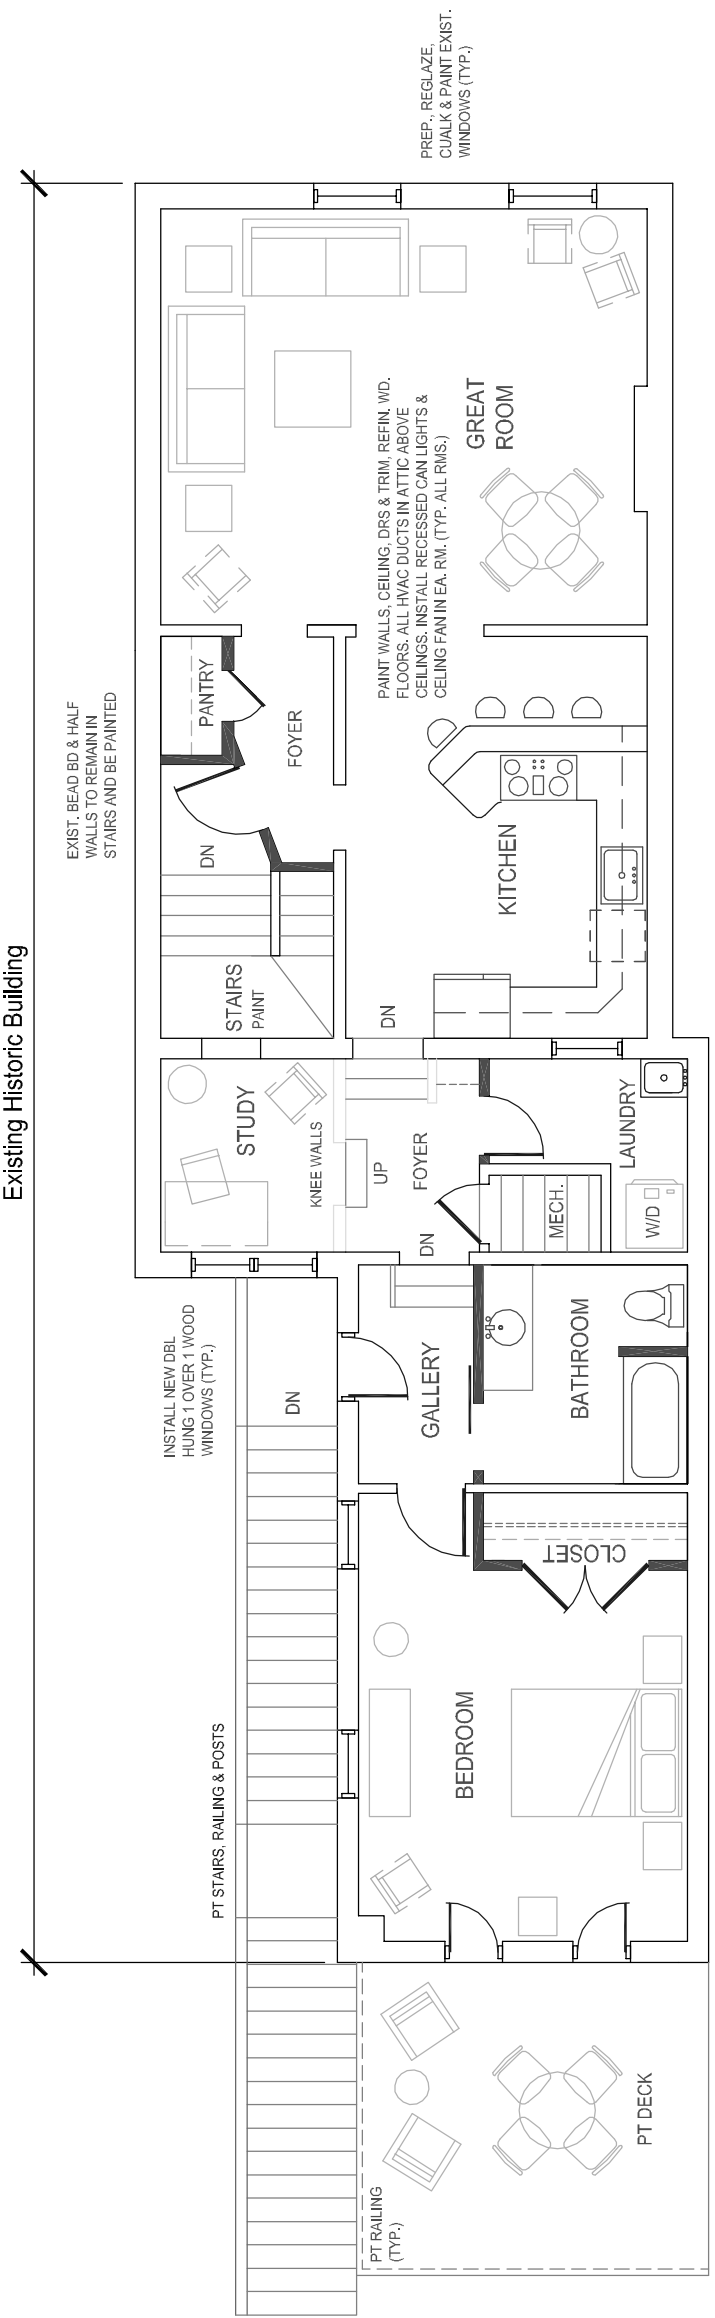 Existing Historic Building
PREP., REGLAZE,
CUALK & PAINT EXIST.
WINDOWS (TYP.)
EXIST. BEAD BD & HALF
WALLS TO REMAIN IN
STAIRS AND BE PAINTED
GREAT
ROOM
PAINT WALLS, CEILING, DRS & TRIM, REFIN. WD.
FLOORS. ALL HVAC DUCTS IN ATTIC ABOVE
CEILINGS. INSTALL RECESSED CAN LIGHTS &
CELING FAN IN EA. RM. (TYP. ALL RMS.)
PANTRY
FOYER
DN
KITCHEN
STAIRS
PAINT
DN
STUDY
KNEE WALLS
UP
FOYER
DN
LAUNDRY
MECH.
W/D
INSTALL NEW DBL
HUNG 1 OVER 1 WOOD
WINDOWS (TYP.)
DN
GALLERY
BATHROOM
CLOSET
BEDROOM
PT STAIRS, RAILING & POSTS
PT DECK
PT RAILING
(TYP.)